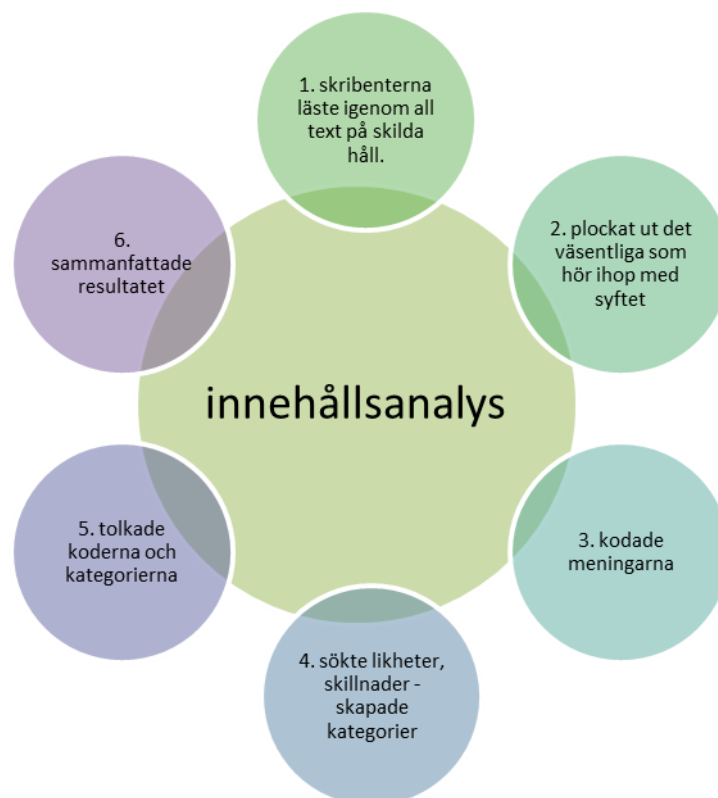 1. skribenterna
läste igenom all
text på skilda
håll.
2. plockat ut det
väsentliga som
hör ihop med
syftet
3. kodade
meningarna
4. sökte likheter,
skillnader -
skapade
kategorier
5. tolkade
koderna och
kategorierna
6.
sammanfattade
resultatet
innehållsanalys